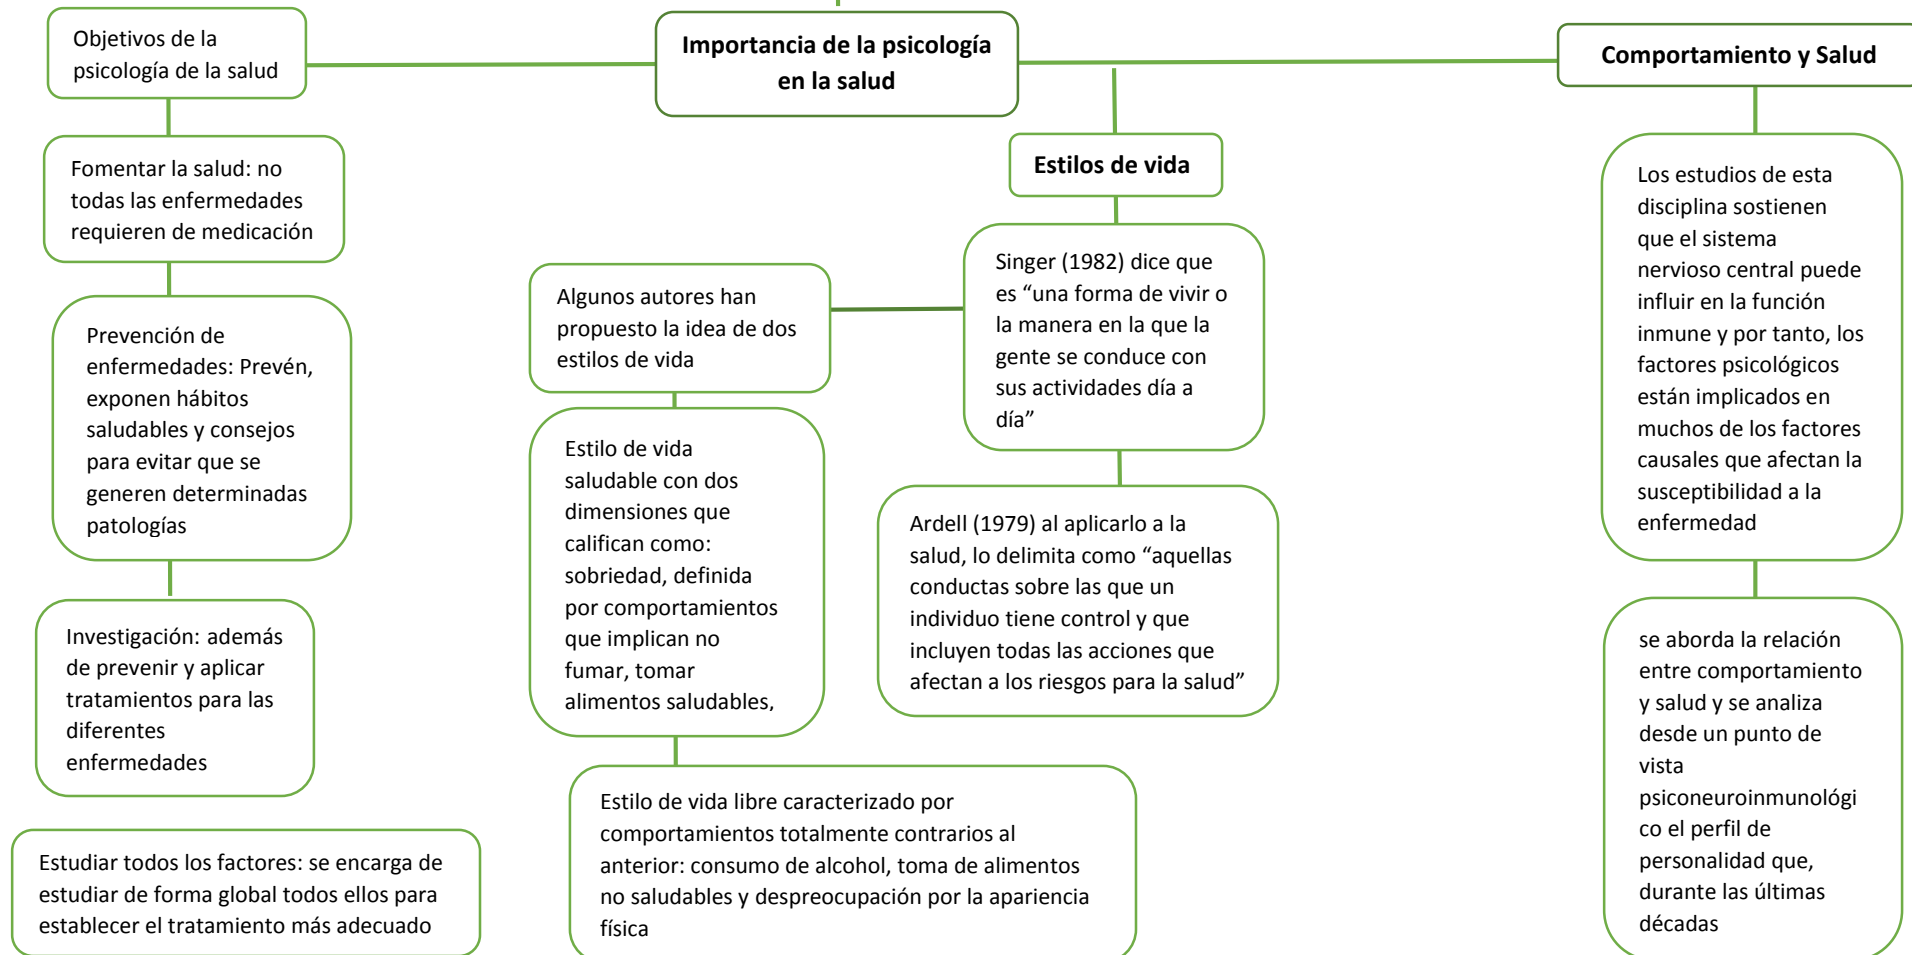 Objetivos de la
psicología de la salud
Importancia de la psicología
en la salud
Comportamiento y Salud
Fomentar la salud: no
todas las enfermedades
requieren de medicación
Prevención de
enfermedades: Prevén,
exponen hábitos
saludables y consejos
para evitar que se
generen determinadas
patologías
Investigación: además
de prevenir y aplicar
tratamientos para las
diferentes
enfermedades
Estudiar todos los factores: se encarga de
estudiar de forma global todos ellos para
establecer el tratamiento más adecuado
Estilos de vida
Singer (1982) dice que
es “una forma de vivir o
la manera en la que la
gente se conduce con
sus actividades día a
día”
Ardell (1979) al aplicarlo a la
salud, lo delimita como “aquellas
conductas sobre las que un
individuo tiene control y que
incluyen todas las acciones que
afectan a los riesgos para la salud”
Algunos autores han
propuesto la idea de dos
estilos de vida
Estilo de vida
saludable con dos
dimensiones que
califican como:
sobriedad, definida
por comportamientos
que implican no
fumar, tomar
alimentos saludables,
Estilo de vida libre caracterizado por
comportamientos totalmente contrarios al
anterior: consumo de alcohol, toma de alimentos
no saludables y despreocupación por la apariencia
física
Los estudios de esta
disciplina sostienen
que el sistema
nervioso central puede
influir en la función
inmune y por tanto, los
factores psicológicos
están implicados en
muchos de los factores
causales que afectan la
susceptibilidad a la
enfermedad
se aborda la relación
entre comportamiento
y salud y se analiza
desde un punto de
vista
psiconeuroinmunológi
co el perfil de
personalidad que,
durante las últimas
décadas